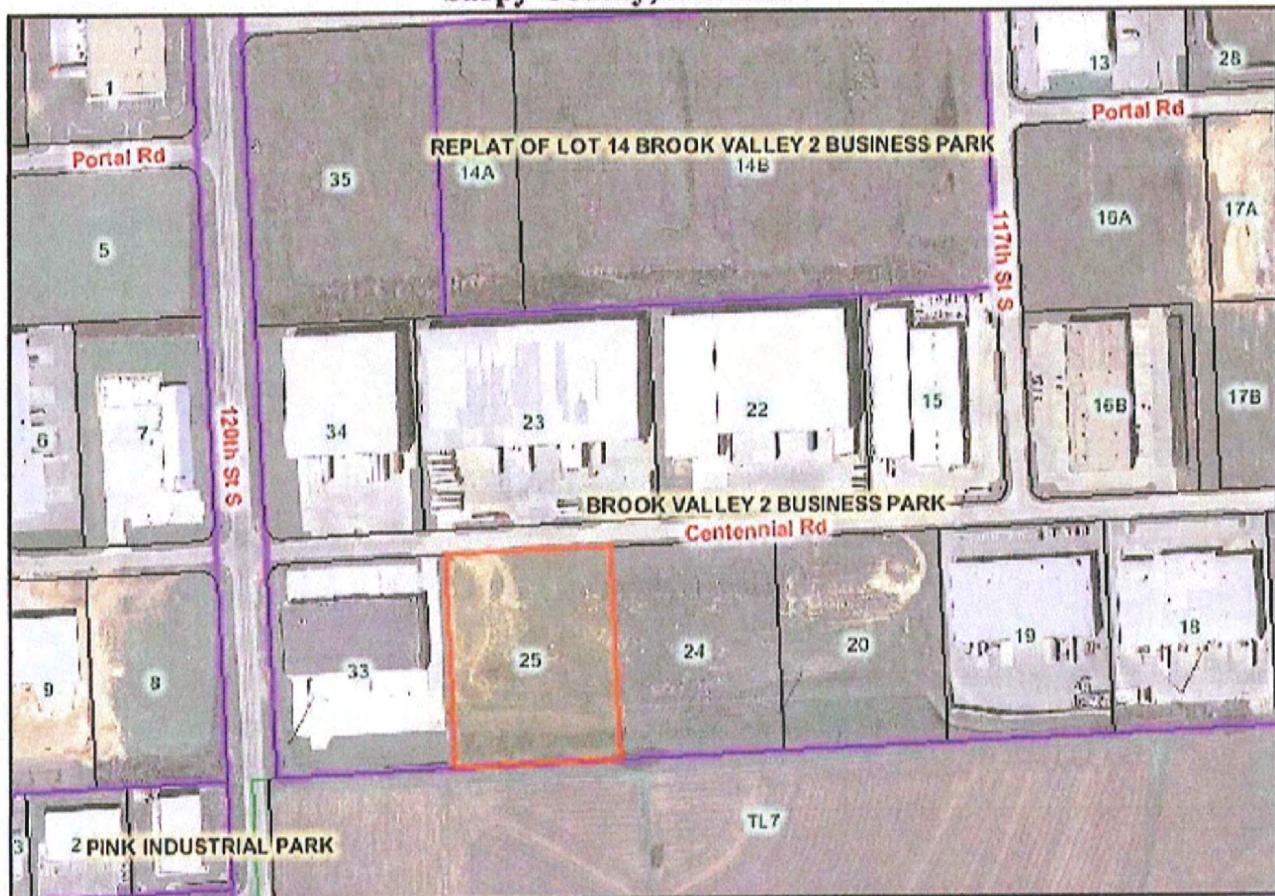 1
13
28
Portal Rd
Portal Rd
REPLAT OF LOT 14 BROOK VALLEY 2 BUSINESS PARK
35
14A
14B
16A
17A
5
117th St S
120th St S
6
7
34
23
22
15
16B
17B
BROOK VALLEY 2 BUSINESS PARK
Centennial Rd
9
8
33
25
24
20
19
18
TL7
3
2 PINK INDUSTRIAL PARK